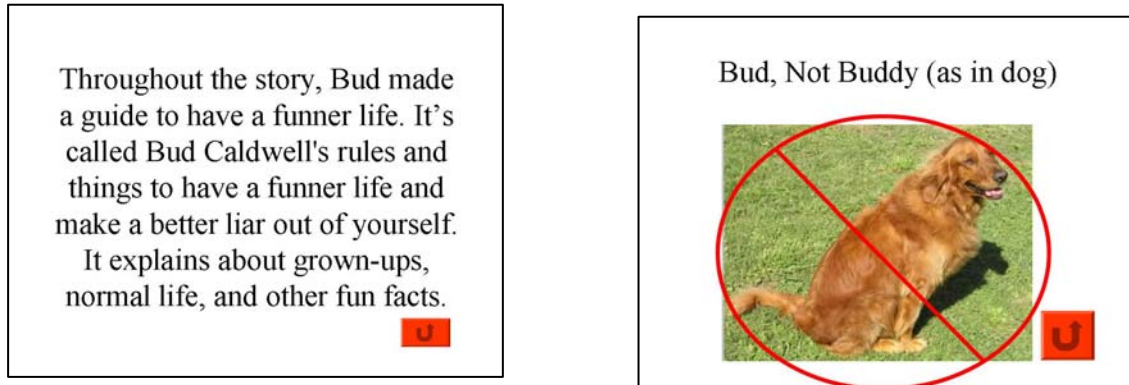 Throughout the story, Bud made
a guide to have a funner life. It’s
called Bud Caldwell's rules and
things to have a funner life and
make a better liar out of yourself.
It explains about grown-ups,
normal life, and other fun facts.
Bud, Not Buddy (as in dog)